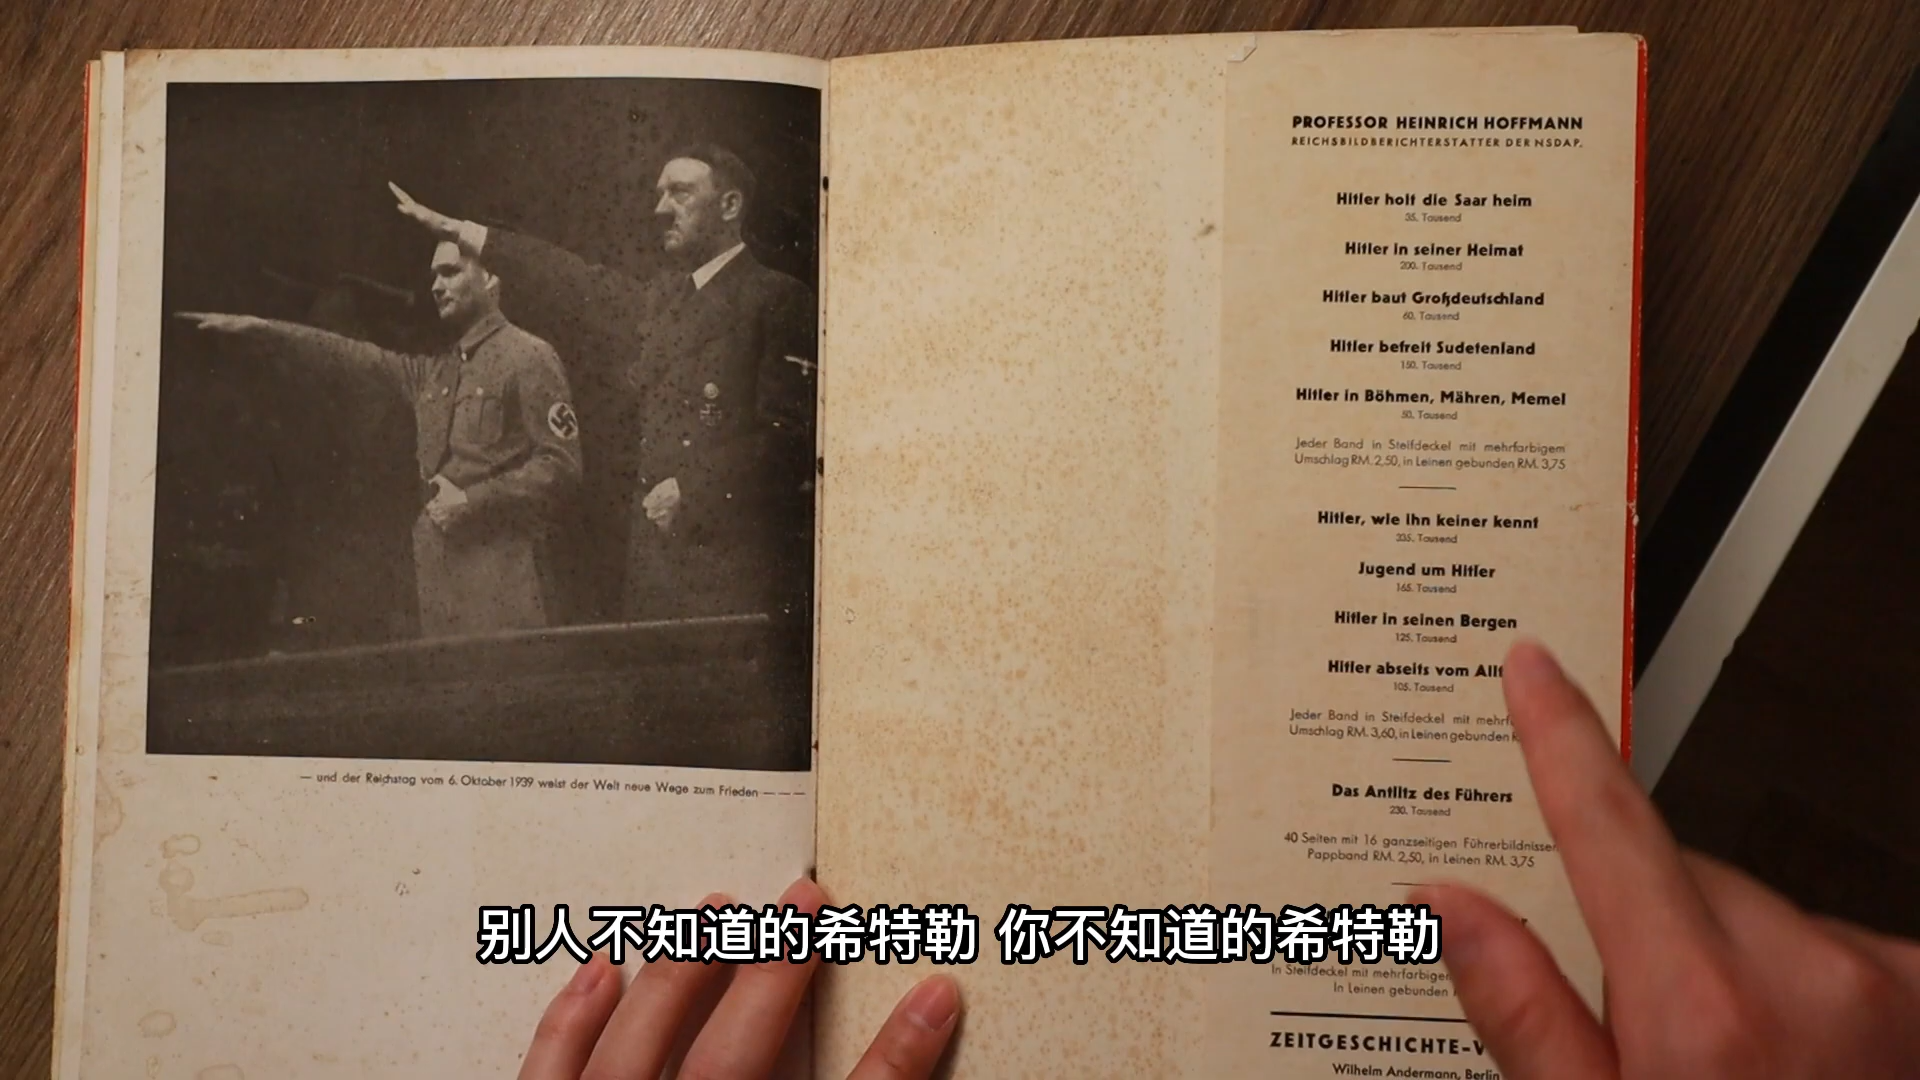 — und der Reichstag vom 6. Oktober 1939 weist der Welt neue Wege zum Frieden — — —
PROFESSOR HEINRICH HOFFMANN
REICHSBILDBERICHTERSTATTER DER NSDAP.
Hitler holt die Saar heim
35. Tausend
Hitler in seiner Heimat
200. Tausend
Hitler baut Großdeutschland
60. Tausend
Hitler befreit Sudetenland
150. Tausend
Hitler in Böhmen, Mähren, Memel
50. Tausend
Jeder Band in Steifdeckel mit mehrfarbigem
Umschlag RM. 2,50, in Leinen gebunden RM. 3,75
Hitler, wie ihn keiner kennt
335. Tausend
Jugend um Hitler
165. Tausend
Hitler in seinen Bergen
125. Tausend
Hitler abseits vom
105. Tausend
Jeder Band in Steifdeckel mit
Umschlag RM. 3,60, in Leinen gebunden
Das Antlitz des Führers
230. Tausend
40 Seiten mit 16 ganzseitigen Führerbildnissen
Pappband RM. 2,50, in Leinen RM. 3,75
In Steifdeckel mit
In Leinen gebunden
ZEITGESCHICHTE-
Wilhelm Andermann, Berlin
别人不知道的希特勒 你不知道的希特勒